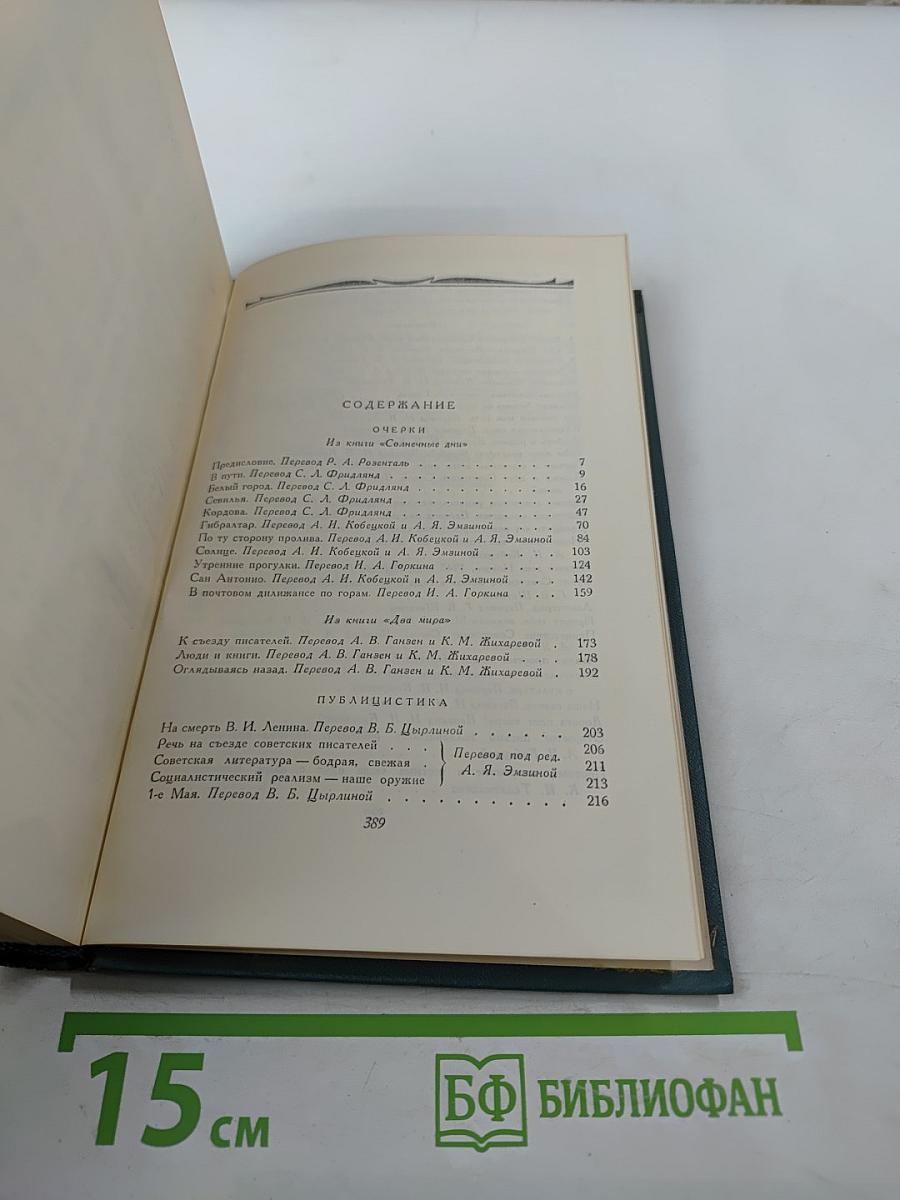 СОДЕРЖАНИЕ
ОЧЕРКИ
Из книги «Солнечные дни»
Предисловие. Перевод Р. А. Розенталь . . . . . . . . . . 7
В пути. Перевод С. Л. Фридлянд . . . . . . . . . . . . 9
Белый город. Перевод С. Л. Фридлянд . . . . . . . . . . 16
Севилья. Перевод С. Л. Фридлянд . . . . . . . . . . . 27
Кордова. Перевод С. Л. Фридлянд . . . . . . . . . . . 47
Гибралтар. Перевод А. И. Кобецкой и А. Я. Эмзиной . . . . 70
По ту сторону пролива. Перевод А. И. Кобецкой и А. Я. Эмзиной 84
Солнце. Перевод А. И. Кобецкой и А. Я. Эмзиной . . . . . 103
Утренние прогулки. Перевод И. А. Горкина . . . . . . . . 124
Сан Антонио. Перевод А. И. Кобецкой и А. Я. Эмзиной . . . 142
В почтовом дилижансе по горам. Перевод И. А. Горкина . . . 159
Из книги «Два мира»
К съезду писателей. Перевод А. В. Ганзен и К. М. Жихаревой . 173
Люди и книги. Перевод А. В. Ганзен и К. М. Жихаревой . . . 178
Оглядываясь назад. Перевод А. В. Ганзен и К. М. Жихаревой . 192
ПУБЛИЦИСТИКА
На смерть В. И. Ленина. Перевод В. Б. Цырлиной . . . . . . 203
Речь на съезде советских писателей . . . 206
Советская литература — бодрая, свежая . Перевод под ред. 211
Социалистический реализм — наше оружие А. Я. Эмзиной 213
1-е Мая. Перевод В. Б. Цырлиной . . . . . . . . . . . 216
389
15 см
БФ БИБЛИОФАН